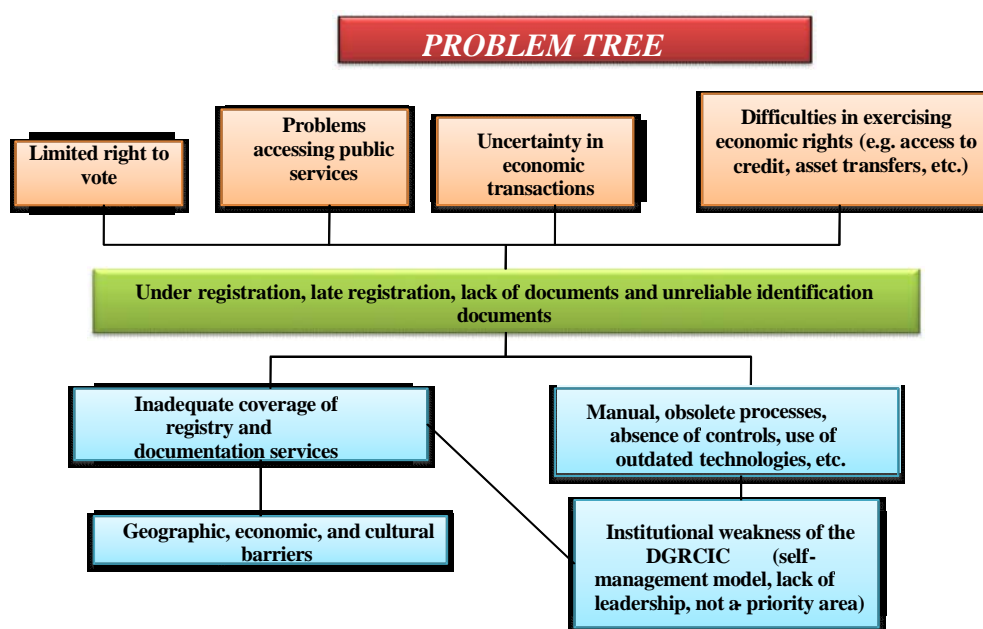 PROBLEM TREE
Limited right to
vote
Problems
accessing public
services
Uncertainty in
economic
transactions
Difficulties in exercising
economic rights (e.g. access to
credit, asset transfers, etc.)
Under registration, late registration, lack of documents and unreliable identification
documents
Inadequate coverage of
registry and
documentation services
Manual, obsolete processes,
absence of controls, use of
outdated technologies, etc.
Geographic, economic, and cultural
barriers
Institutional weakness of the
DGRCIC (self-
management model, lack of
leadership, not a priority area)